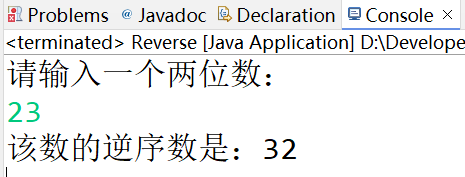 Problems @ Javadoc Declaration Console
<terminated> Reverse [Java Application] D:\Develope
请输入一个两位数：
23
该数的逆序数是：32